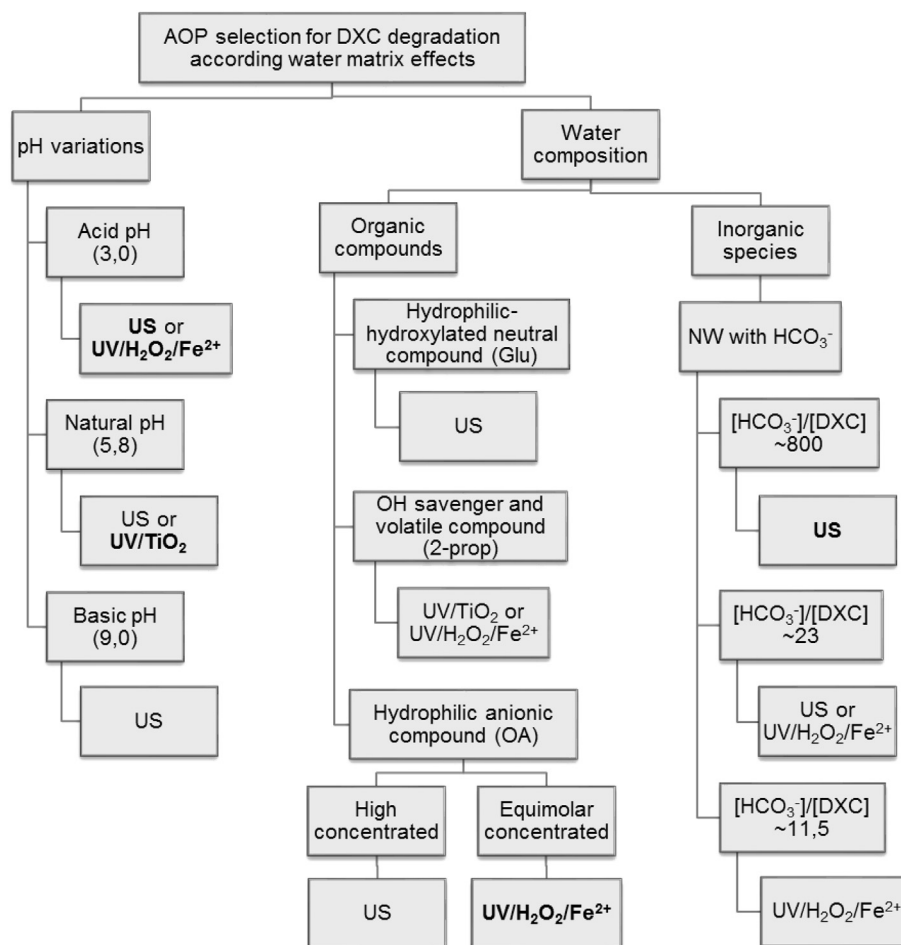 AOP selection for DXC degradation
according water matrix effects
pH variations
Acid pH
(3,0)
US or
UV/H₂O₂/Fe²⁺
Natural pH
(5,8)
US or
UV/TiO₂
Basic pH
(9,0)
US
Water
composition
Organic
compounds
Hydrophilic-
hydroxylated neutral
compound (Glu)
US
OH savenger and
volatile compound
(2-prop)
UV/TiO₂ or
UV/H₂O₂/Fe²⁺
Hydrophilic anionic
compound (OA)
High
concentrated
US
Equimolar
concentrated
UV/H₂O₂/Fe²⁺
Inorganic
species
NW with HCO₃⁻
[HCO₃⁻]/[DXC]
~800
US
[HCO₃⁻]/[DXC]
~23
US or
UV/H₂O₂/Fe²⁺
[HCO₃⁻]/[DXC]
~11,5
UV/H₂O₂/Fe²⁺